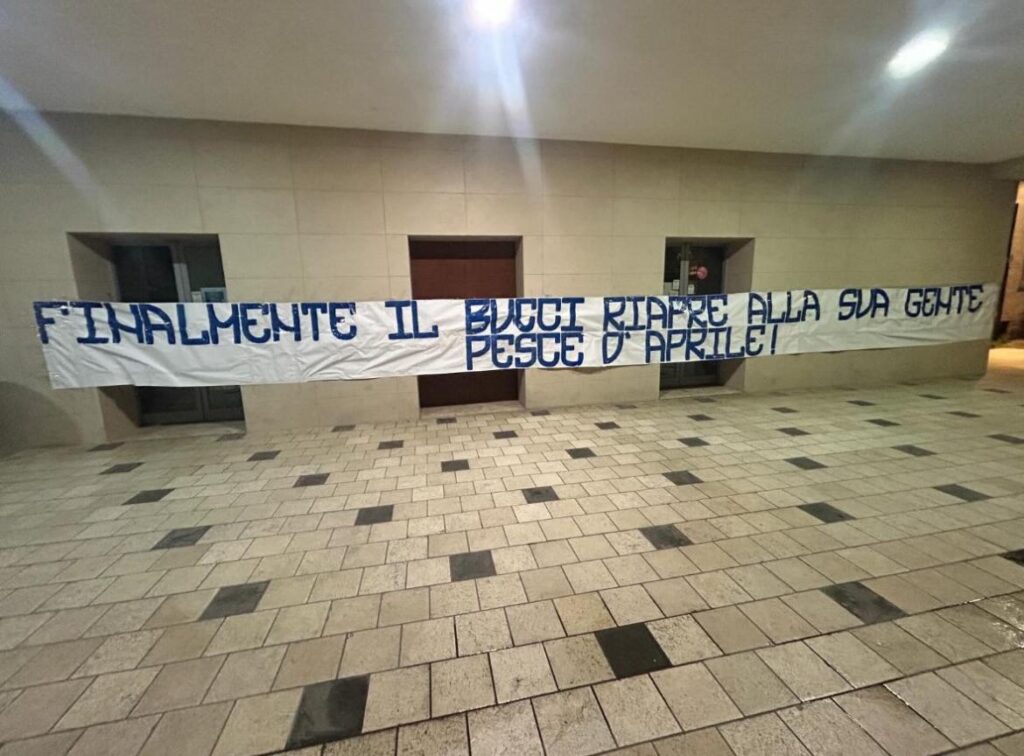 FINALMENTE IL BUCCI RIAPRE ALLA SUA GENTE
PESCE D'APRILE!